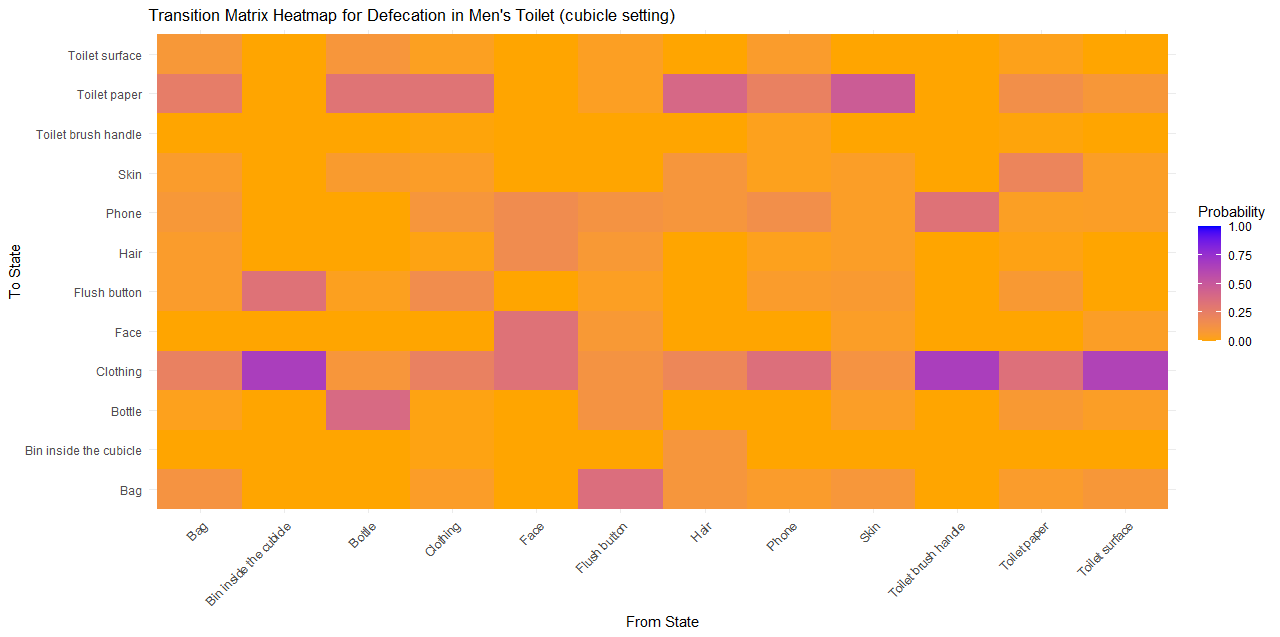 Transition Matrix Heatmap for Defecation in Men's Toilet (cubicle setting)
To State
Toilet surface
Toilet paper
Toilet brush handle
Skin
Phone
Hair
Flush button
Face
Clothing
Bottle
Bin inside the cubicle
Bag
Bag
Bin inside the cubicle
Bottle
Clothing
Face
Flush button
Hair
Phone
Skin
Toilet brush handle
Toilet paper
Toilet surface
From State
Probability
1.00
0.75
0.50
0.25
0.00